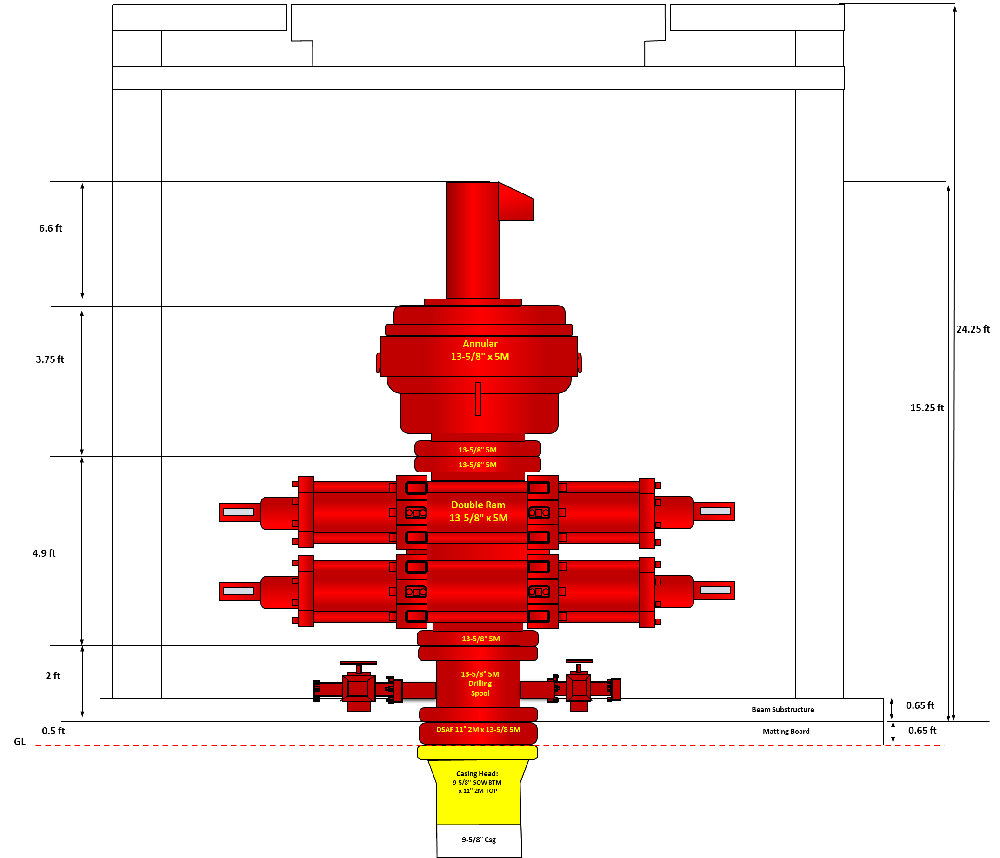 6.6 ft
24.25 ft
Annular
13-5/8" x 5M
3.75 ft
15.25 ft
13-5/8" 5M
13-5/8" 5M
Double Ram
13-5/8" x 5M
4.9 ft
13-5/8" 5M
2 ft
13-5/8" 5M
Drilling
Spool
Beam Substructure
0.65 ft
0.5 ft
DSAF 11" 2M x 13-5/8 5M
Matting Board
0.65 ft
GL
Casing Head:
9-5/8" SOW BTM
x 11" 2M TOP
9-5/8" Csg